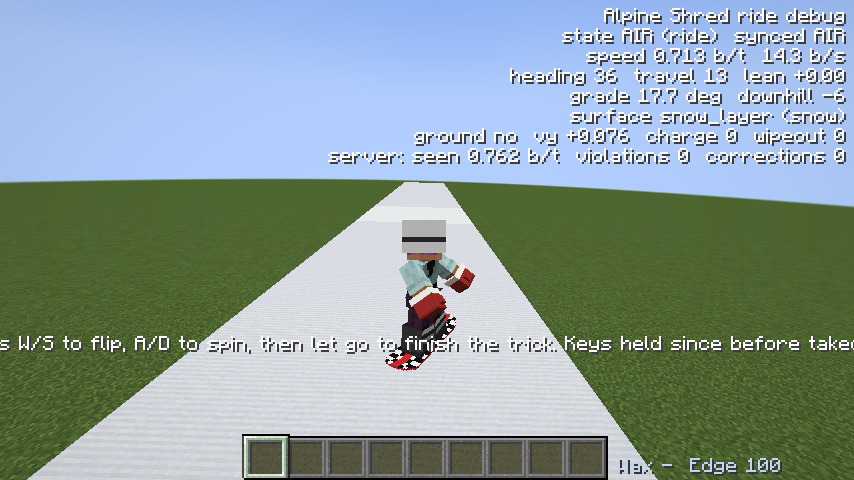 Alpine Shred ride debug
state AIR (ride) synced AIR
speed 0.713 b/t 14.3 b/s
heading 36 travel 13 lean +0.00
grade 17.7 deg downhill -6
surface snow_layer (snow)
ground no vy +0.076 charge 0 wipeout 0
server: seen 0.762 b/t violations 0 corrections 0
s W/S to flip, A/D to spin, then let go to finish the trick. Keys held since before takeo
Wax - Edge 100